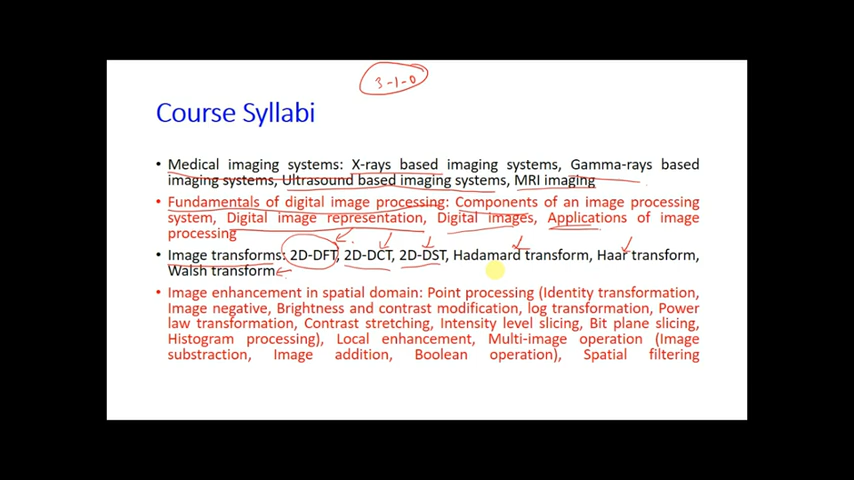 3-1-0
Course Syllabi
• Medical imaging systems: X-rays based imaging systems, Gamma-rays based
imaging systems, Ultrasound based imaging systems, MRI imaging
• Fundamentals of digital image processing: Components of an image processing
system, Digital image representation, Digital images, Applications of image
processing
• Image transforms: 2D-DFT, 2D-DCT, 2D-DST, Hadamard transform, Haar transform,
Walsh transform
• Image enhancement in spatial domain: Point processing (Identity transformation,
Image negative, Brightness and contrast modification, log transformation, Power
law transformation, Contrast stretching, Intensity level slicing, Bit plane slicing,
Histogram processing), Local enhancement, Multi-image operation (Image
substraction, Image addition, Boolean operation), Spatial filtering